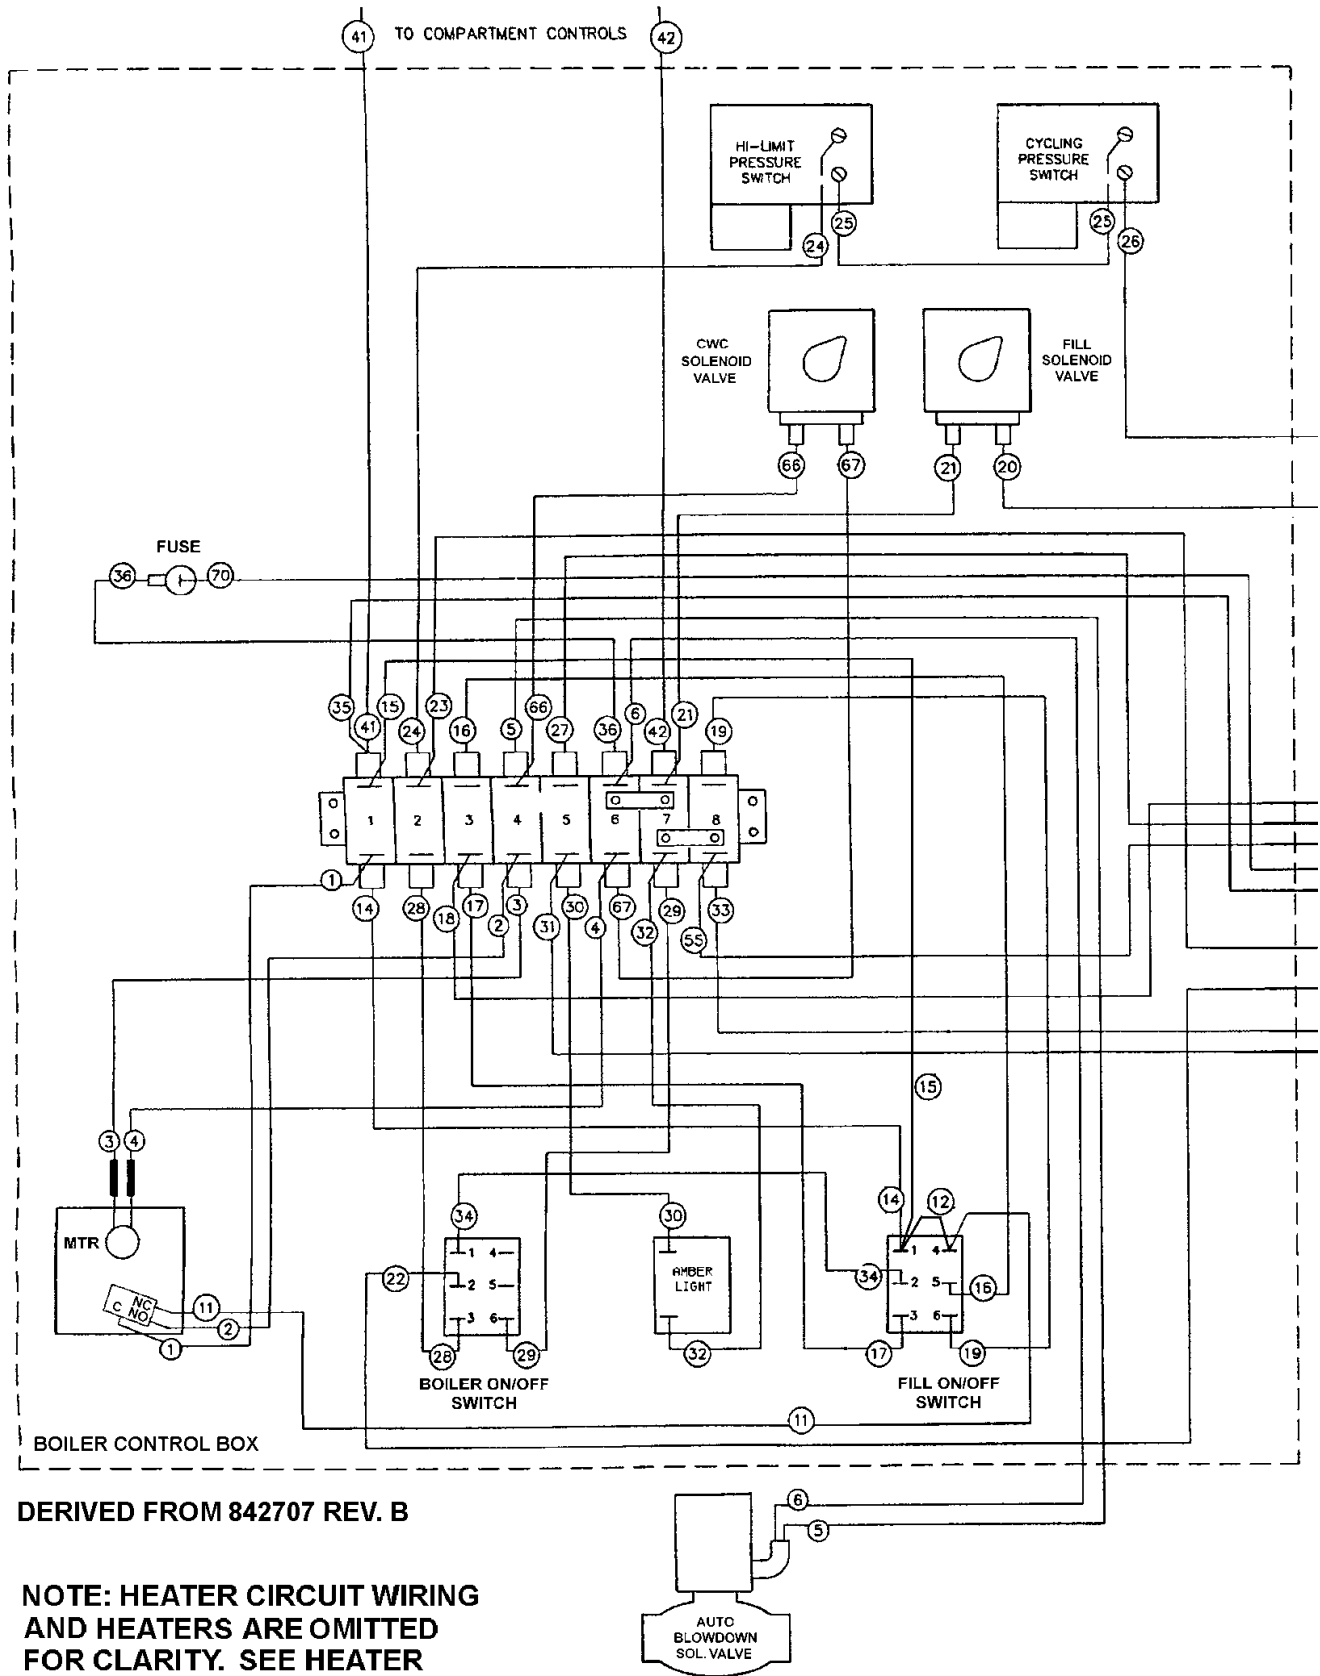 41 TO COMPARTMENT CONTROLS 42
HI-LIMIT
PRESSURE
SWITCH
CYCLING
PRESSURE
SWITCH
25
24
25
26
CWC
SOLENOID
VALVE
FILL
SOLENOID
VALVE
66 67 21 20
FUSE
36 70
35 41 15 24 23 16 5 66 27 36 6 42 21 19
1 2 3 4 5 6 7 8
1
14 28 18 17 2 3 31 30 4 67 32 29 55 33
15
3 4
14 12
34 30
MTR
1 4
2 5
3 6
AMBER
LIGHT
1 4
2 5
3 6
22 34 16
NC
C NO
11
2
1
28 29 32 17 19
BOILER ON/OFF
SWITCH
FILL ON/OFF
SWITCH
11
BOILER CONTROL BOX
DERIVED FROM 842707 REV. B
6
5
NOTE: HEATER CIRCUIT WIRING
AND HEATERS ARE OMITTED
FOR CLARITY. SEE HEATER
AUTO
BLOWDOWN
SOL. VALVE